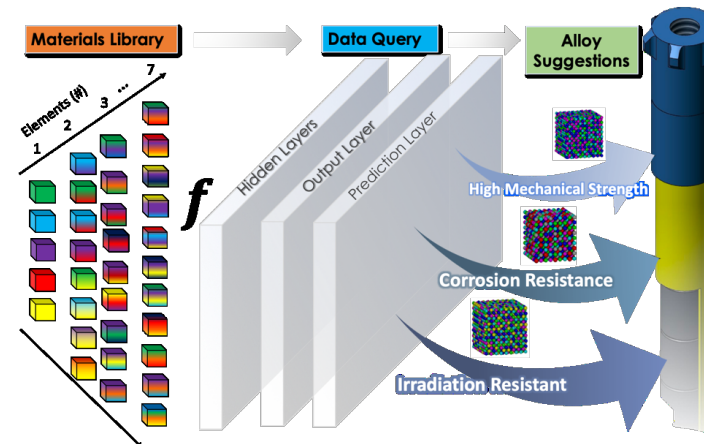 Materials Library
Data Query
Alloy
Suggestions
Elements (#)
1
2
3
...
7
f
Hidden Layers
Output Layer
Prediction Layer
High Mechanical Strength
Corrosion Resistance
Irradiation Resistant